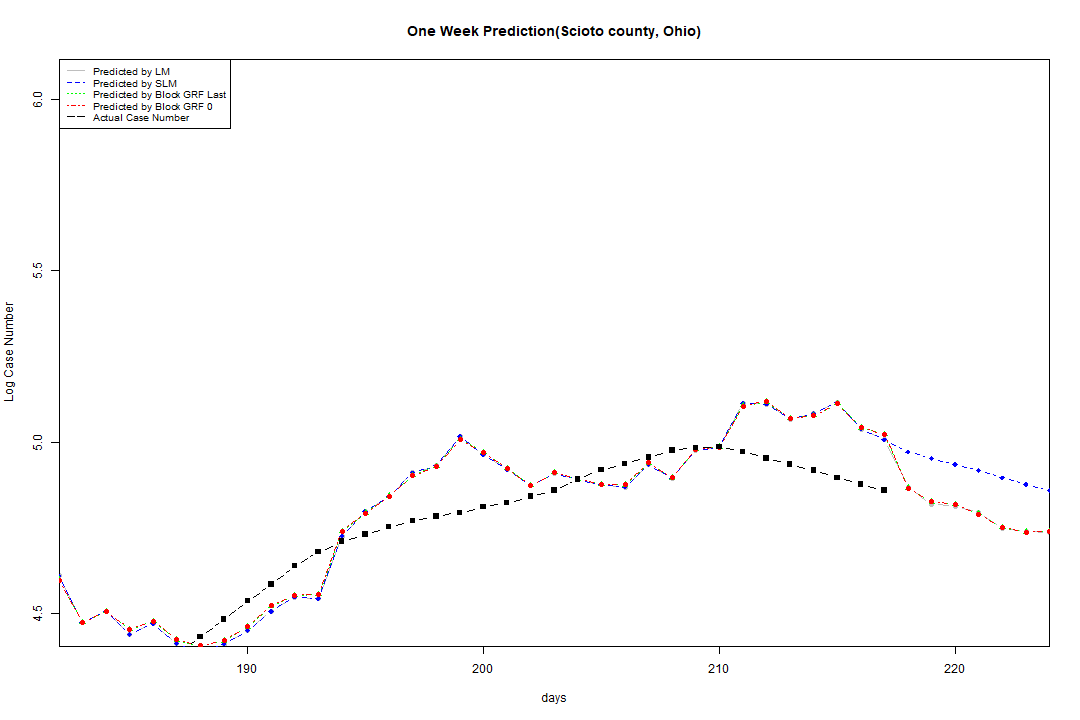 One Week Prediction(Scioto county, Ohio)
Predicted by LM
Predicted by SLM
Predicted by Block GRF Last
Predicted by Block GRF 0
Actual Case Number
6.0
5.5
5.0
4.5
Log Case Number
190
200
210
220
days